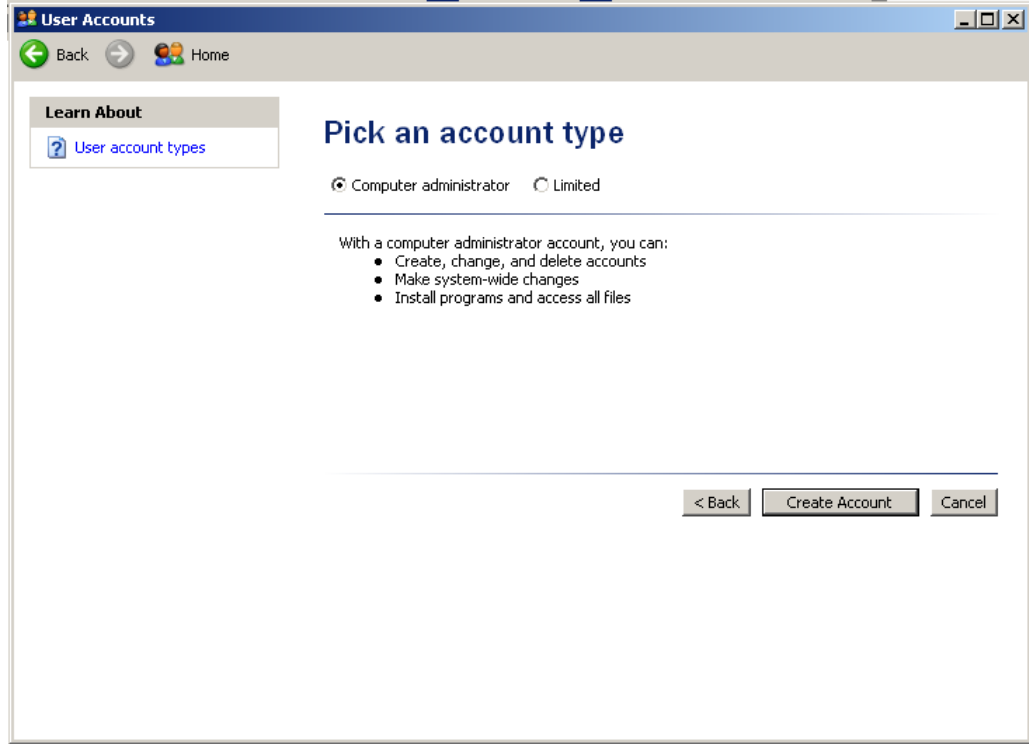 User Accounts
Back Home
Learn About
User account types
Pick an account type
Computer administrator Limited
With a computer administrator account, you can:
● Create, change, and delete accounts
● Make system-wide changes
● Install programs and access all files
< Back Create Account Cancel